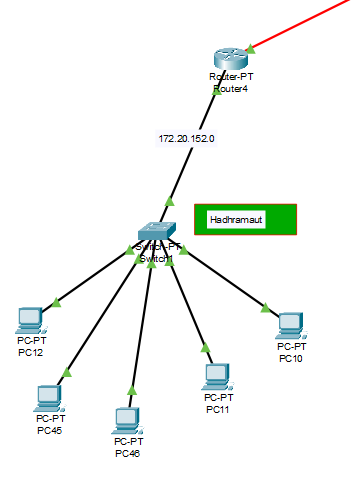 Router-PT
Router4
172.20.152.0
Hadhramaut
Switch-PT
Switch1
PC-PT
PC12
PC-PT
PC10
PC-PT
PC45
PC-PT
PC11
PC-PT
PC46